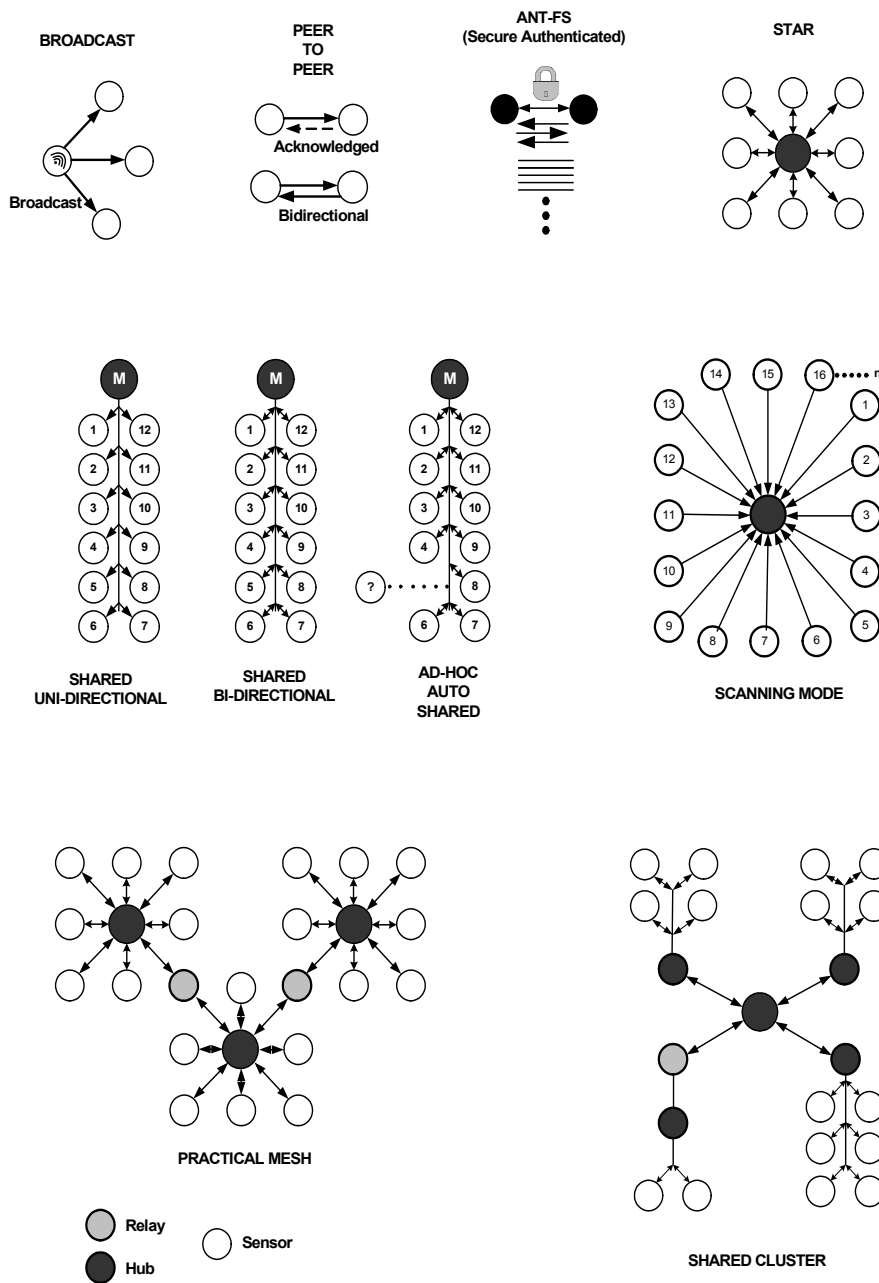 BROADCAST
Broadcast
PEER
TO
PEER
Acknowledged
Bidirectional
ANT-FS
(Secure Authenticated)
S
STAR
M
1 12
2 11
3 10
4 9
5 8
6 7
SHARED
UNI-DIRECTIONAL
M
1 12
2 11
3 10
4 9
5 8
6 7
SHARED
BI-DIRECTIONAL
M
1 12
2 11
3 10
4 9
? 8
6 7
AD-HOC
AUTO
SHARED
14 15 16 n
13 1
12 2
11 3
10 4
9 5
8 7 6
SCANNING MODE
PRACTICAL MESH
Relay
Sensor
Hub
SHARED CLUSTER